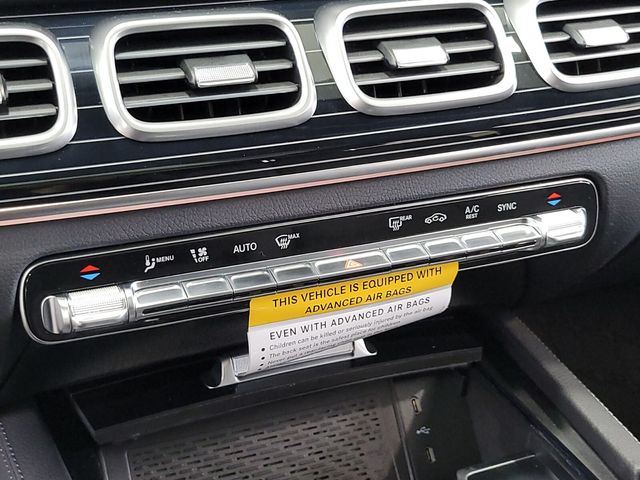 MENU
OFF
AUTO
MAX
REAR
A/C
REST
SYNC
THIS VEHICLE IS EQUIPPED WITH
ADVANCED AIR BAGS
EVEN WITH ADVANCED AIR BAGS
• Children can be killed or seriously injured by the air bag
• The back seat is the safest place for children